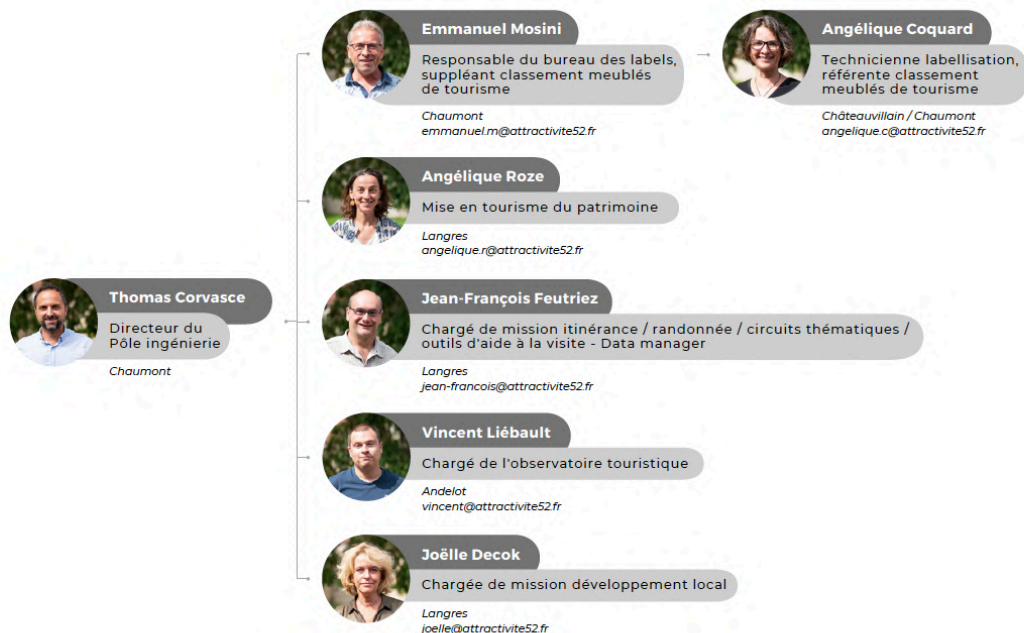 Emmanuel Mosini
Responsable du bureau des labels,
suppléant classement meublés
de tourisme
Chaumont
emmanuel.m@attractivite52.fr
Angélique Coquard
Technicienne labellisation,
référente classement
meublés de tourisme
Châteauvillain / Chaumont
angelique.c@attractivite52.fr
Angélique Roze
Mise en tourisme du patrimoine
Langres
angelique.r@attractivite52.fr
Thomas Corvasce
Directeur du
Pôle ingénierie
Chaumont
Jean-François Feutriez
Chargé de mission itinérance / randonnée / circuits thématiques /
outils d'aide à la visite - Data manager
Langres
jean-francois@attractivite52.fr
Vincent Liébault
Chargé de l'observatoire touristique
Andelot
vincent@attractivite52.fr
Joëlle Decok
Chargée de mission développement local
Langres
joelle@attractivite52.fr